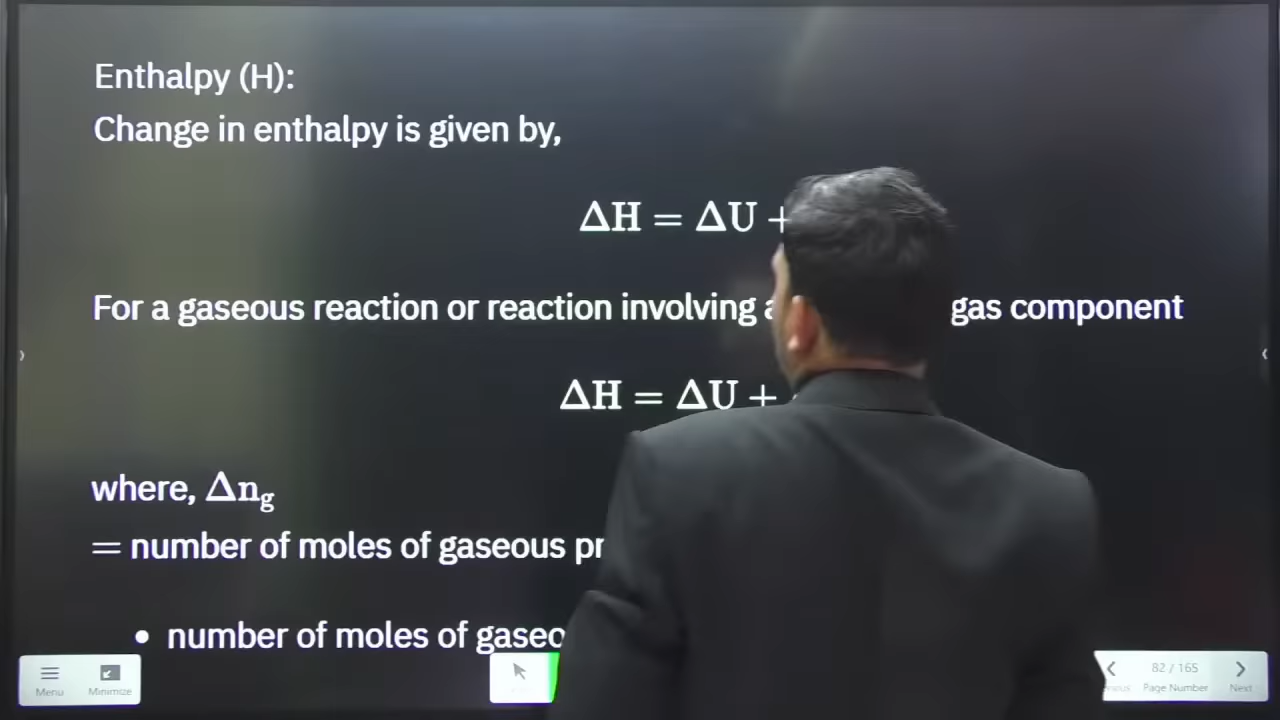 Enthalpy (H):
Change in enthalpy is given by,
ΔH = ΔU +
For a gaseous reaction or reaction involving a gas component
ΔH = ΔU +
where, Δn_g
= number of moles of gaseous pr
• number of moles of gaseo
Menu
Minimize
82 / 165
Page Number
Next